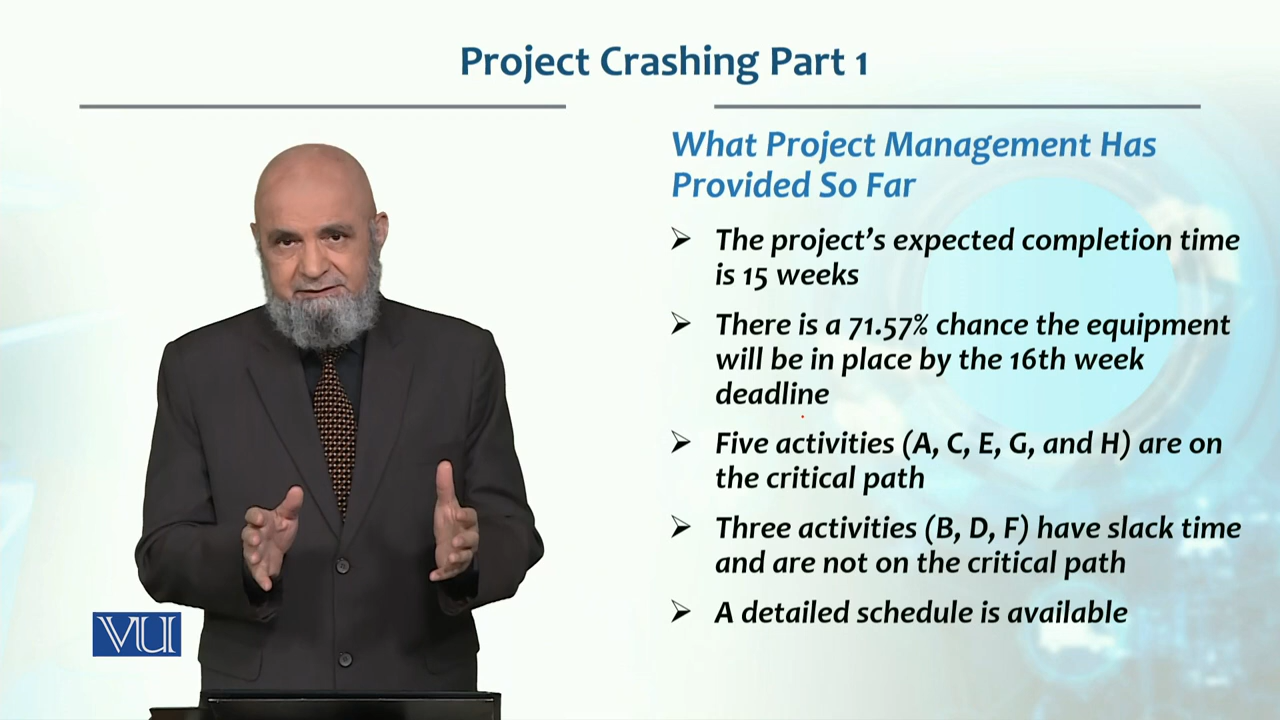 Project Crashing Part 1
What Project Management Has
Provided So Far
The project's expected completion time
is 15 weeks
There is a 71.57% chance the equipment
will be in place by the 16th week
deadline
Five activities (A, C, E, G, and H) are on
the critical path
Three activities (B, D, F) have slack time
and are not on the critical path
A detailed schedule is available
VU